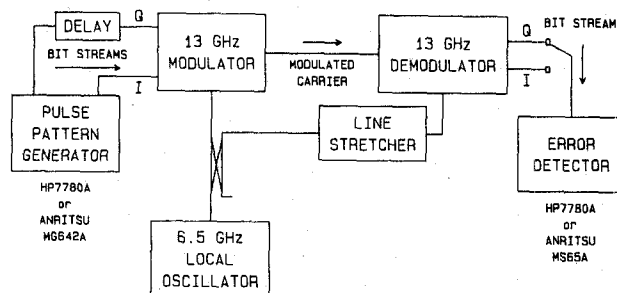 DELAY
Q
BIT STREAMS
I
PULSE
PATTERN
GENERATOR
HP7780A
or
ANRITSU
MG642A
13 GHz
MODULATOR
MODULATED
CARRIER
13 GHz
DEMODULATOR
LINE
STRETCHER
6.5 GHz
LOCAL
OSCILLATOR
Q
BIT STREAM
I
ERROR
DETECTOR
HP7780A
or
ANRITSU
MS65A